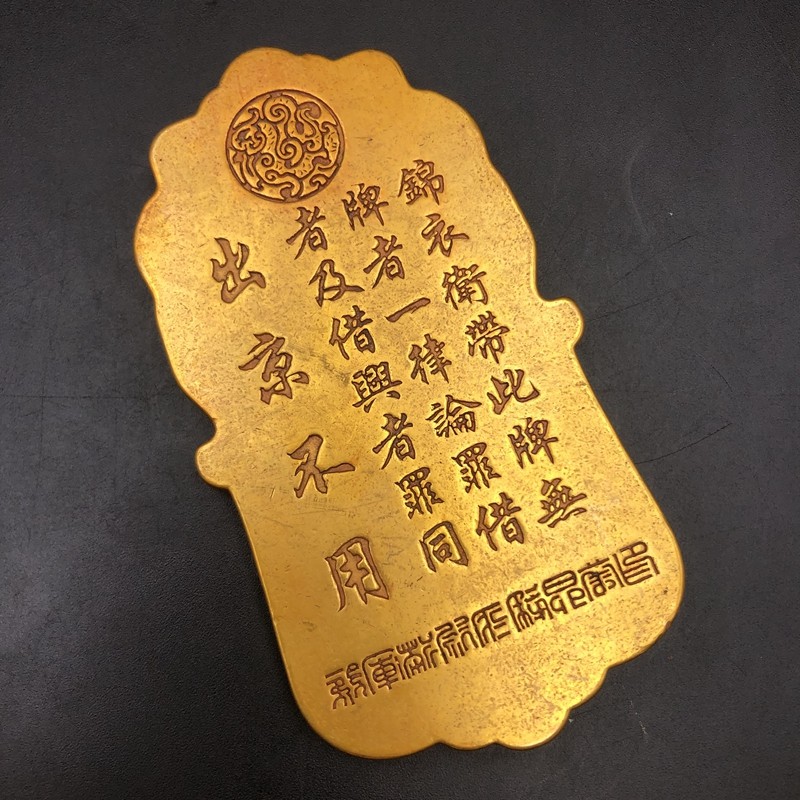 錦衣衛帶此牌無
牌者一律論罪借
者及借興者罪同
出京不用